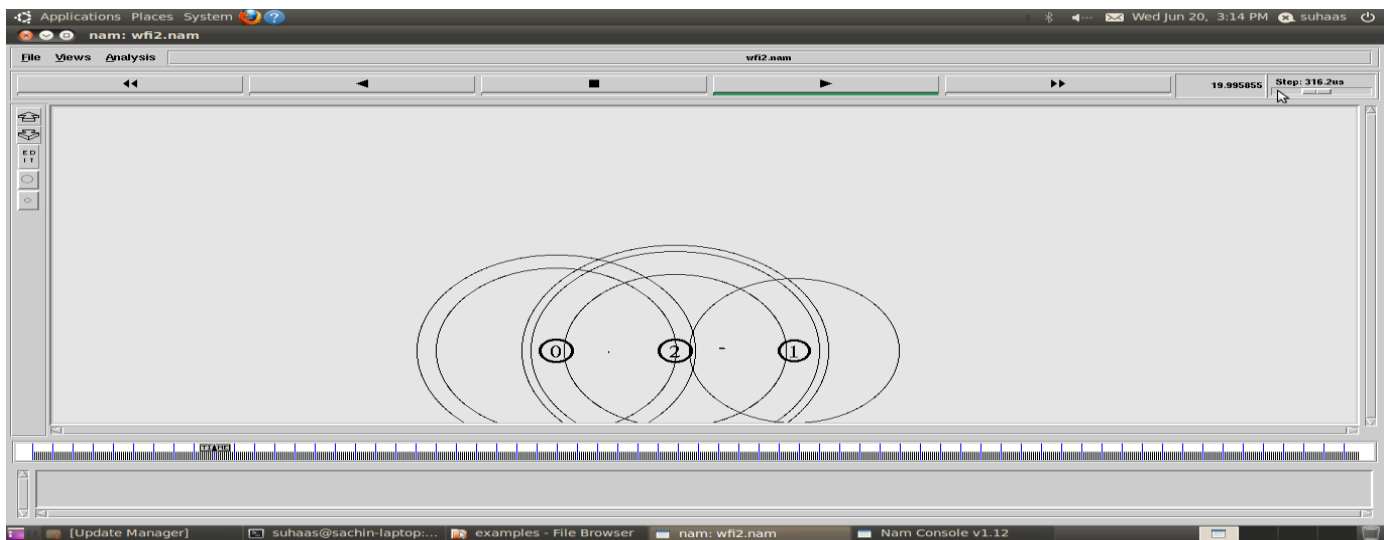 Applications Places System
Wed Jun 20, 3:14 PM suhaas
nam: wfi2.nam
File Views Analysis wfi2.nam
19.995855 Step: 316.2us
E D
I T
0 2 1
TIME
[Update Manager] suhaas@sachin-laptop:... examples - File Browser nam: wfi2.nam Nam Console v1.12